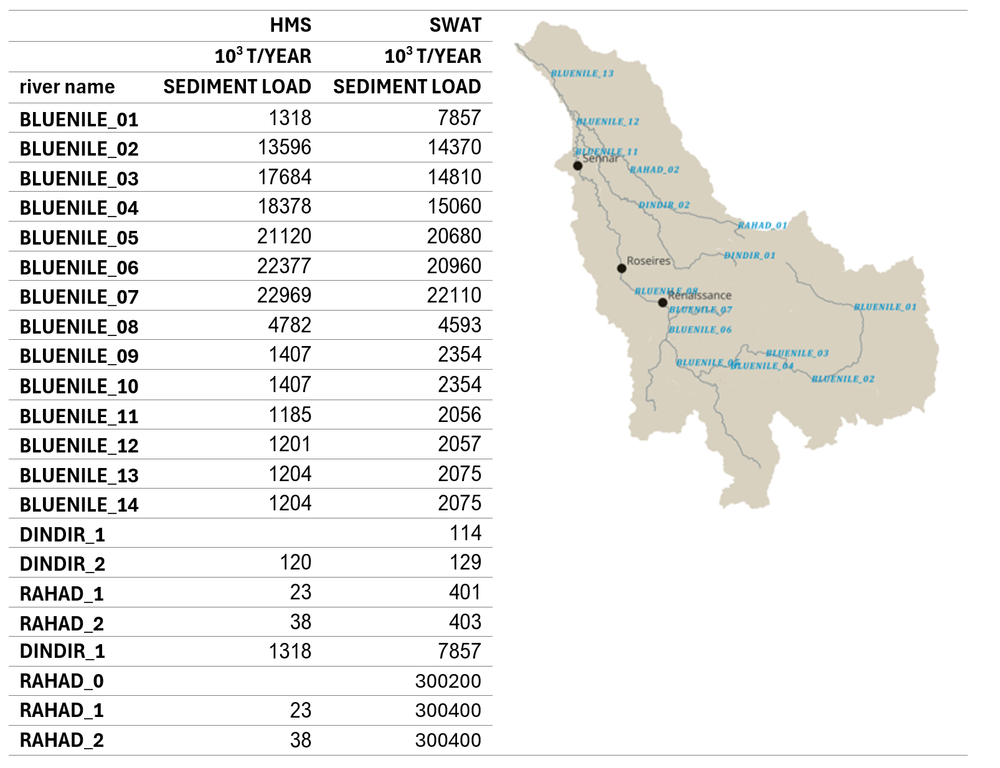 HMS SWAT
10³ T/YEAR 10³ T/YEAR
river name SEDIMENT LOAD SEDIMENT LOAD
BLUENILE_01 1318 7857
BLUENILE_02 13596 14370
BLUENILE_03 17684 14810
BLUENILE_04 18378 15060
BLUENILE_05 21120 20680
BLUENILE_06 22377 20960
BLUENILE_07 22969 22110
BLUENILE_08 4782 4593
BLUENILE_09 1407 2354
BLUENILE_10 1407 2354
BLUENILE_11 1185 2056
BLUENILE_12 1201 2057
BLUENILE_13 1204 2075
BLUENILE_14 1204 2075
DINDIR_1 114
DINDIR_2 120 129
RAHAD_1 23 401
RAHAD_2 38 403
DINDIR_1 1318 7857
RAHAD_0 300200
RAHAD_1 23 300400
RAHAD_2 38 300400
BLUENILE_13
BLUENILE_12
BLUENILE_11
Sennar
RAHAD_02
DINDIR_02
RAHAD_01
DINDIR_01
Roseires
BLUENILE_08
Renaissance
BLUENILE_01
BLUENILE_07
BLUENILE_06
BLUENILE_03
BLUENILE_05
BLUENILE_04
BLUENILE_02